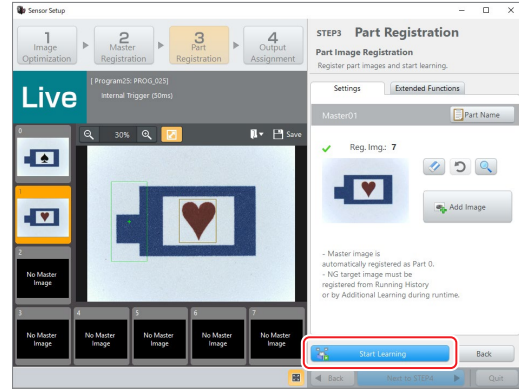 Sensor Setup
1
Image
Optimization
2
Master
Registration
3
Part
Registration
4
Output
Assignment
STEP3 Part Registration
Part Image Registration
Register part images and start learning.
Live
[ Program25: PROG_025]
Internal Trigger (50ms)
Settings
Extended Functions
Master01
Part Name
0
30%
Save
Reg. Img.: 7
1
Add Image
2
No Master
Image
- Master image is
automatically registered as Part 0.
- NG target image must be
registered from Running History
or by Additional Learning during runtime.
3
No Master
Image
4
No Master
Image
5
No Master
Image
6
No Master
Image
7
No Master
Image
Start Learning
Back
Back
Next to STEP4
Quit